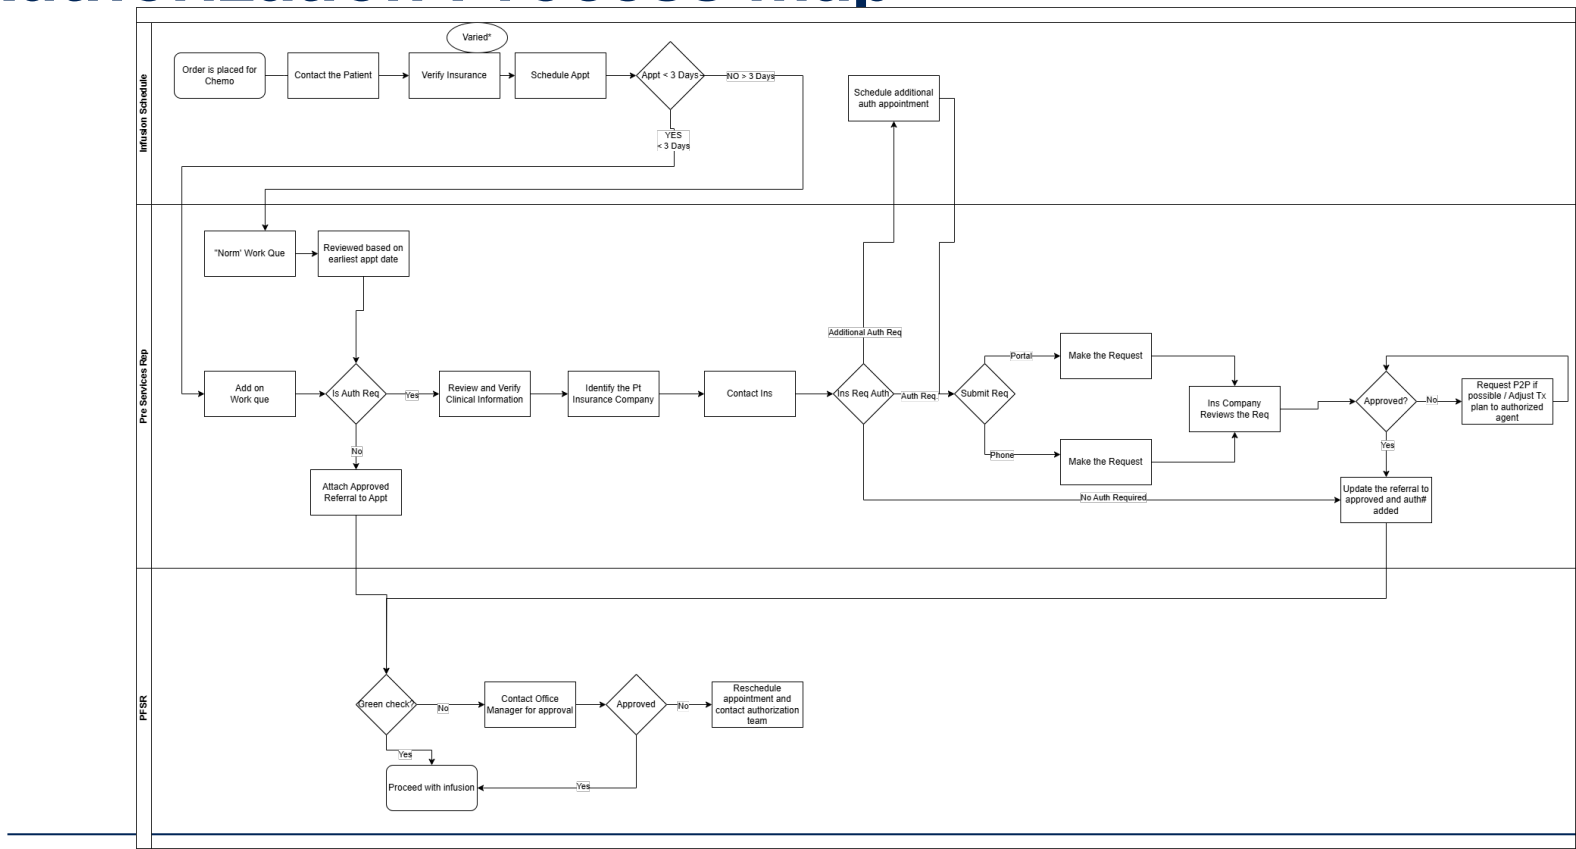 Authorization Process Map
Varied*
Infusion Schedule
Order is placed for
Chemo
Contact the Patient
Verify Insurance
Schedule Appt
Appt < 3 Days
NO > 3 Days
YES
< 3 Days
Schedule additional
auth appointment
Pre Services Rep
"Norm' Work Que
Reviewed based on
earliest appt date
Additional Auth Req
Add on
Work que
Is Auth Req
Yes
Review and Verify
Clinical Information
Identify the Pt
Insurance Company
Contact Ins
Ins Req Auth
Auth Req
Submit Req
Portal
Make the Request
Phone
Make the Request
Ins Company
Reviews the Req
Approved?
No
Request P2P if
possible / Adjust Tx
plan to authorized
agent
Yes
Update the referral to
approved and auth#
added
No Auth Required
No
Attach Approved
Referral to Appt
PFSR
Green check?
No
Contact Office
Manager for approval
Approved
No
Reschedule
appointment and
contact authorization
team
Yes
Yes
Proceed with infusion